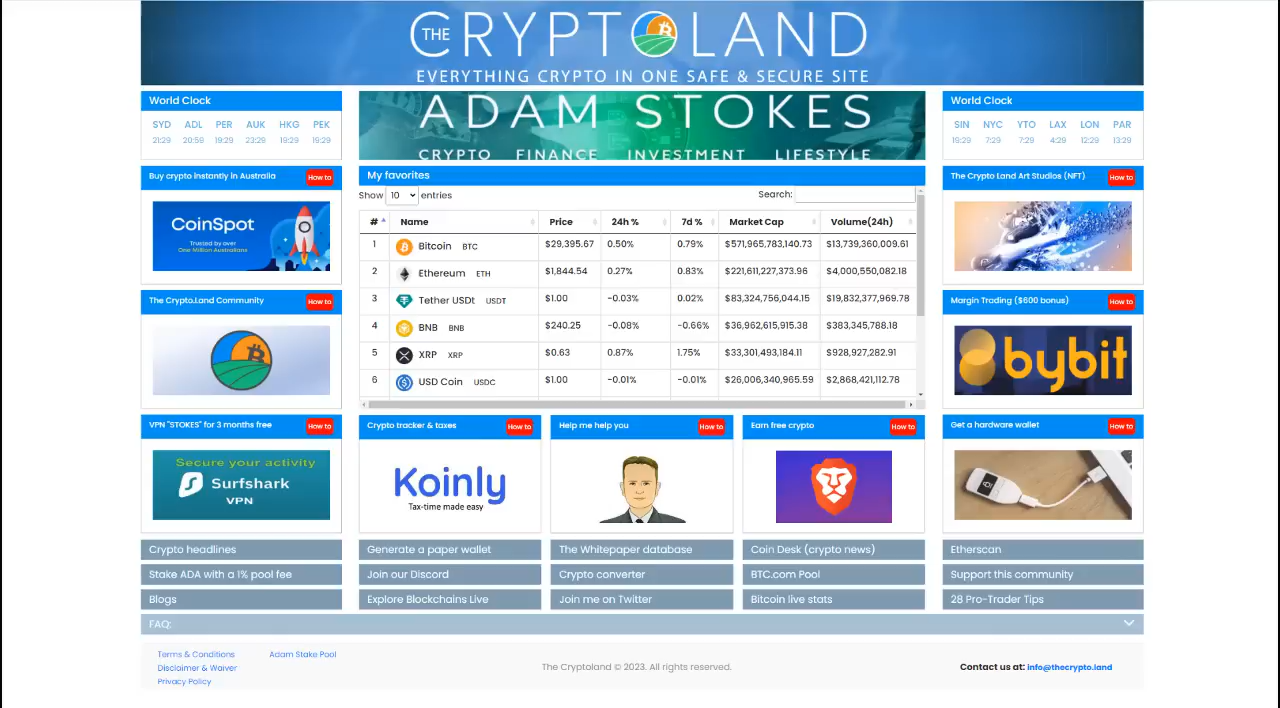 THE CRYPTOLAND
EVERYTHING CRYPTO IN ONE SAFE & SECURE SITE
World Clock
SYD ADL PER AUK HKG PEK
21:29 20:59 19:29 23:29 19:29 19:29
ADAM STOKES
CRYPTO FINANCE INVESTMENT LIFESTYLE
World Clock
SIN NYC YTO LAX LON PAR
19:29 7:29 7:29 4:29 12:29 13:29
Buy crypto instantly in Australia How to
CoinSpot
Trusted by over
One Million Australians
The Crypto.Land Community How to
VPN "STOKES" for 3 months free How to
Secure your activity
Surfshark
VPN
My favorites
Show 10 entries Search:
# Name Price 24h % 7d % Market Cap Volume(24h)
1 Bitcoin BTC $29,395.67 0.50% 0.79% $571,965,783,140.73 $13,739,360,039.61
2 Ethereum ETH $1,844.54 0.27% 0.83% $221,611,227,373.96 $4,000,550,082.18
3 Tether USDt USDT $1.00 -0.03% 0.02% $83,324,756,044.15 $19,832,377,969.78
4 BNB BNB $240.25 -0.08% -0.66% $36,962,615,915.38 $383,345,788.18
5 XRP XRP $0.63 0.87% 1.75% $33,301,493,184.11 $928,927,282.91
6 USD Coin USDC $1.00 -0.01% -0.01% $26,006,340,965.59 $2,868,421,112.78
The Crypto Land Art Studios (NFT) How to
Margin Trading ($600 bonus) How to
bybit
Crypto tracker & taxes How to
Koinly
Tax-time made easy
Help me help you How to
Earn free crypto How to
Get a hardware wallet How to
Crypto headlines
Generate a paper wallet
The Whitepaper database
Coin Desk (crypto news)
Etherscan
Stake ADA with a 1% pool fee
Join our Discord
Crypto converter
BTC.com Pool
Support this community
Blogs
Explore Blockchains Live
Join me on Twitter
Bitcoin live stats
28 Pro-Trader Tips
FAQ:
Terms & Conditions
Adam Stake Pool
Disclaimer & Waiver
Privacy Policy
The Cryptoland © 2023. All rights reserved.
Contact us at: info@thecrypto.land